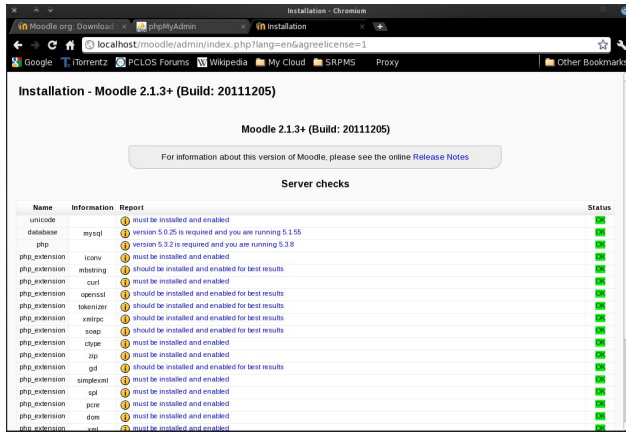 Installation - Chromium
Moodle.org: Download
phpMyAdmin
Installation
localhost/moodle/admin/index.php?lang=en&agreelicense=1
Google iTorrentz PCLOS Forums Wikipedia My Cloud SRPMS Proxy Other Bookmarks
Installation - Moodle 2.1.3+ (Build: 20111205)
Moodle 2.1.3+ (Build: 20111205)
For information about this version of Moodle, please see the online Release Notes
Server checks
Name Information Report Status
unicode must be installed and enabled OK
database mysql version 5.0.25 is required and you are running 5.1.55 OK
php version 5.3.2 is required and you are running 5.3.8 OK
php_extension iconv must be installed and enabled OK
php_extension mbstring should be installed and enabled for best results OK
php_extension curl must be installed and enabled OK
php_extension openssl should be installed and enabled for best results OK
php_extension tokenizer should be installed and enabled for best results OK
php_extension xmlrpc should be installed and enabled for best results OK
php_extension soap should be installed and enabled for best results OK
php_extension ctype must be installed and enabled OK
php_extension zip must be installed and enabled OK
php_extension gd should be installed and enabled for best results OK
php_extension simplexml must be installed and enabled OK
php_extension spl must be installed and enabled OK
php_extension pcre must be installed and enabled OK
php_extension dom must be installed and enabled OK
php_extension xml must be installed and enabled OK